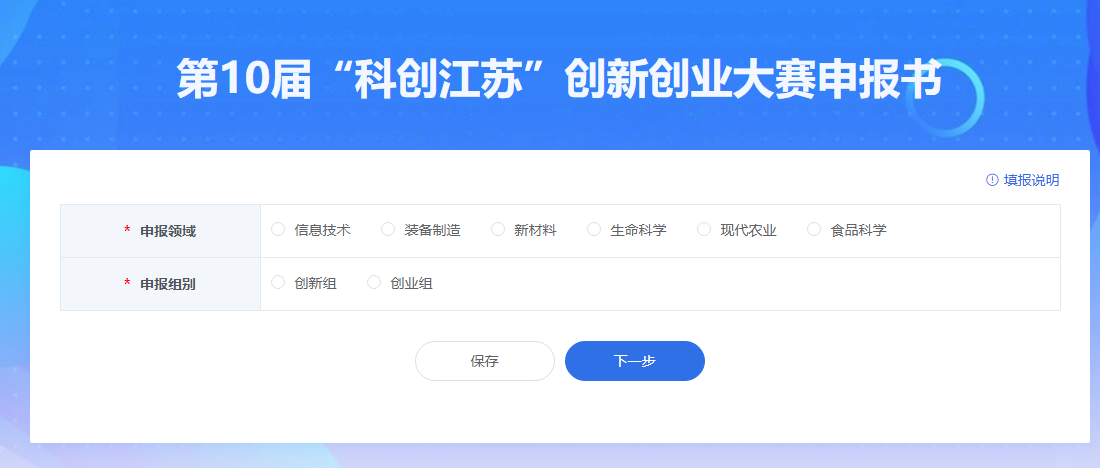 第10届“科创江苏”创新创业大赛申报书
填报说明
* 申报领域 信息技术 装备制造 新材料 生命科学 现代农业 食品科学
* 申报组别 创新组 创业组
保存 下一步